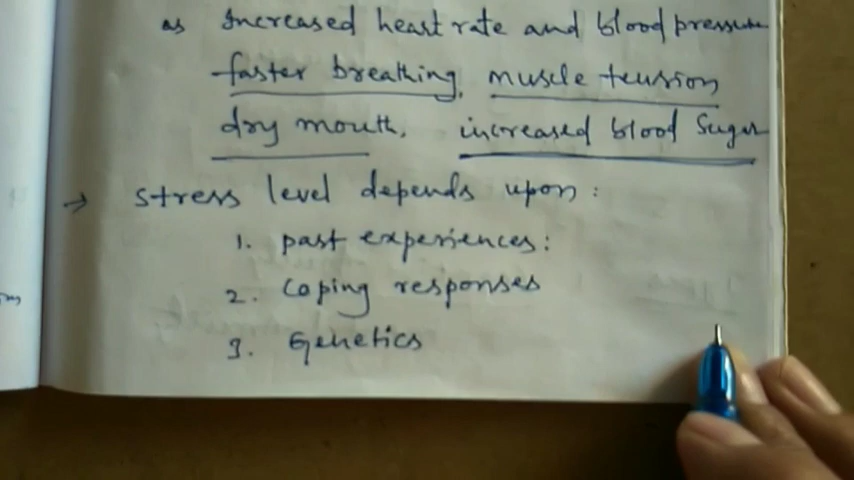 as Increased heart rate and blood pressure
faster breathing, muscle tension
dry mouth, increased blood Sugar
→ stress level depends upon:
1. past experiences:
2. Coping responses
3. Genetics